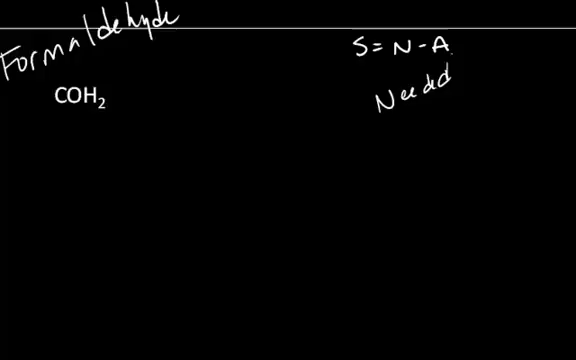 Formaldehyde
S = N - A
COH₂
Needed